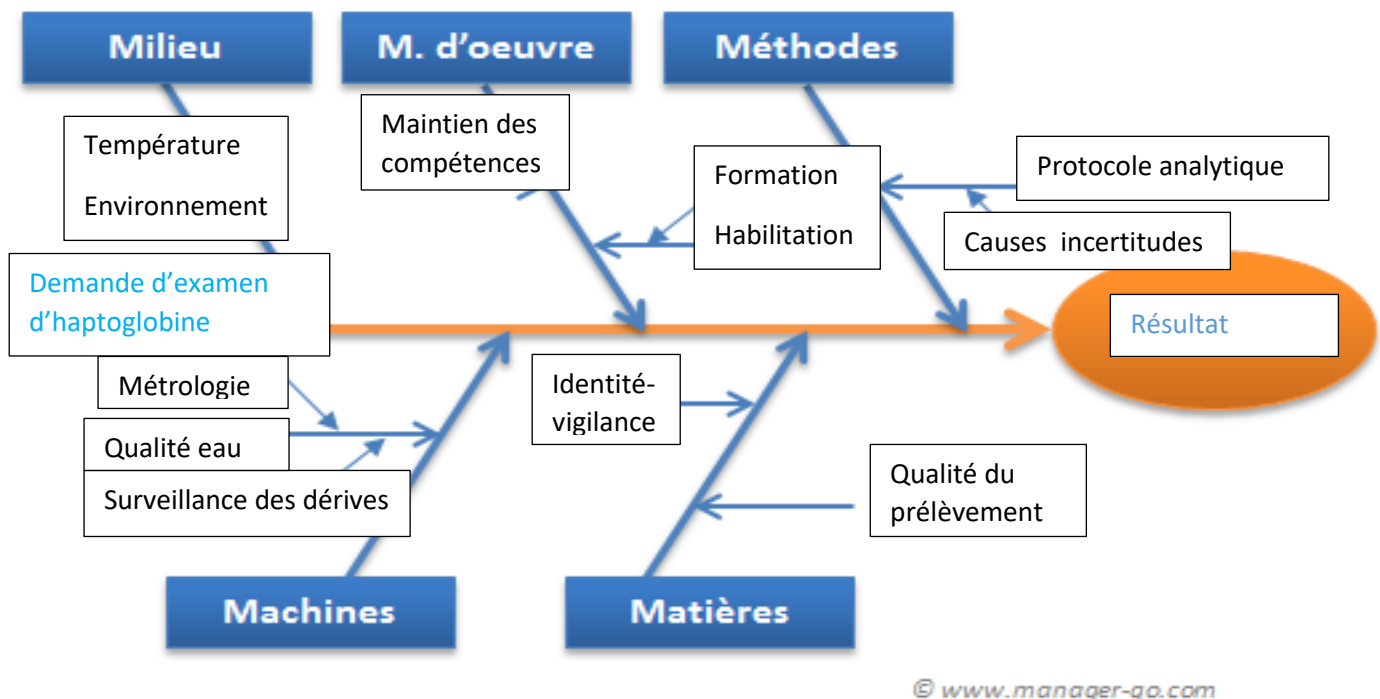 Milieu
M. d'oeuvre
Méthodes
Température
Environnement
Maintien des
compétences
Formation
Habilitation
Protocole analytique
Causes incertitudes
Demande d’examen
d’haptoglobine
Résultat
Métrologie
Qualité eau
Surveillance des dérives
Identité-
vigilance
Qualité du
prélèvement
Machines
Matières
© www.manager-go.com